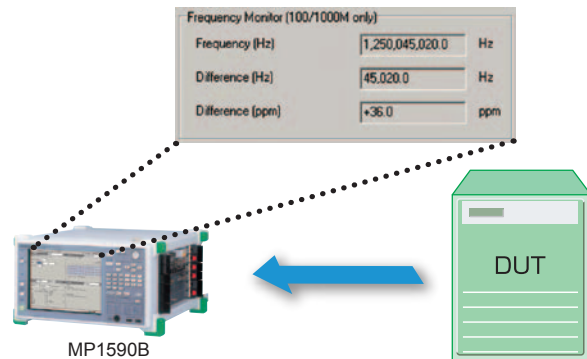 Frequency Monitor (100/1000M only)
Frequency (Hz) 1,250,045,020.0 Hz
Difference (Hz) 45,020.0 Hz
Difference (ppm) +36.0 ppm
DUT
MP1590B